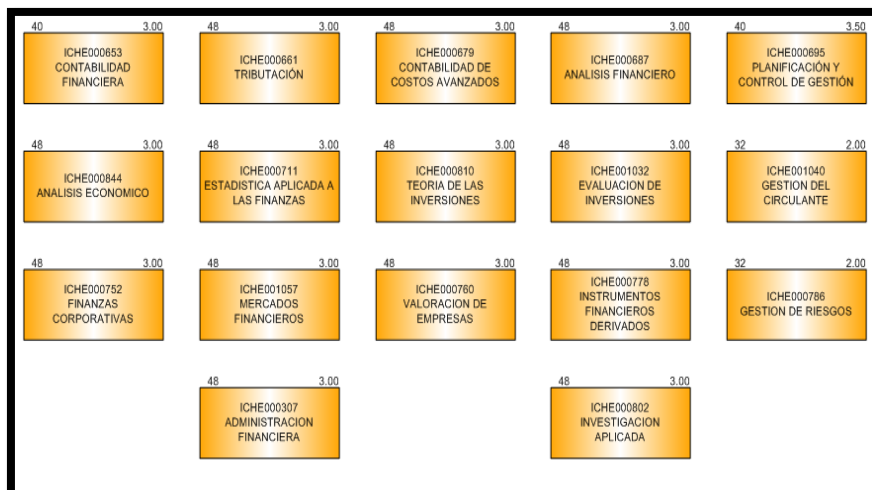 40 3.00 48 3.00 48 3.00 48 3.00 40 3.50
ICHE000653
CONTABILIDAD
FINANCIERA
ICHE000661
TRIBUTACIÓN
ICHE000679
CONTABILIDAD DE
COSTOS AVANZADOS
ICHE000687
ANALISIS FINANCIERO
ICHE000695
PLANIFICACIÓN Y
CONTROL DE GESTIÓN
48 3.00 48 3.00 48 3.00 48 3.00 32 2.00
ICHE000844
ANALISIS ECONOMICO
ICHE000711
ESTADISTICA APLICADA A
LAS FINANZAS
ICHE000810
TEORIA DE LAS
INVERSIONES
ICHE001032
EVALUACION DE
INVERSIONES
ICHE001040
GESTION DEL
CIRCULANTE
48 3.00 48 3.00 48 3.00 48 3.00 32 2.00
ICHE000752
FINANZAS
CORPORATIVAS
ICHE001057
MERCADOS
FINANCIEROS
ICHE000760
VALORACION DE
EMPRESAS
ICHE000778
INSTRUMENTOS
FINANCIEROS
DERIVADOS
ICHE000786
GESTION DE RIESGOS
48 3.00 48 3.00
ICHE000307
ADMINISTRACION
FINANCIERA
ICHE000802
INVESTIGACION
APLICADA